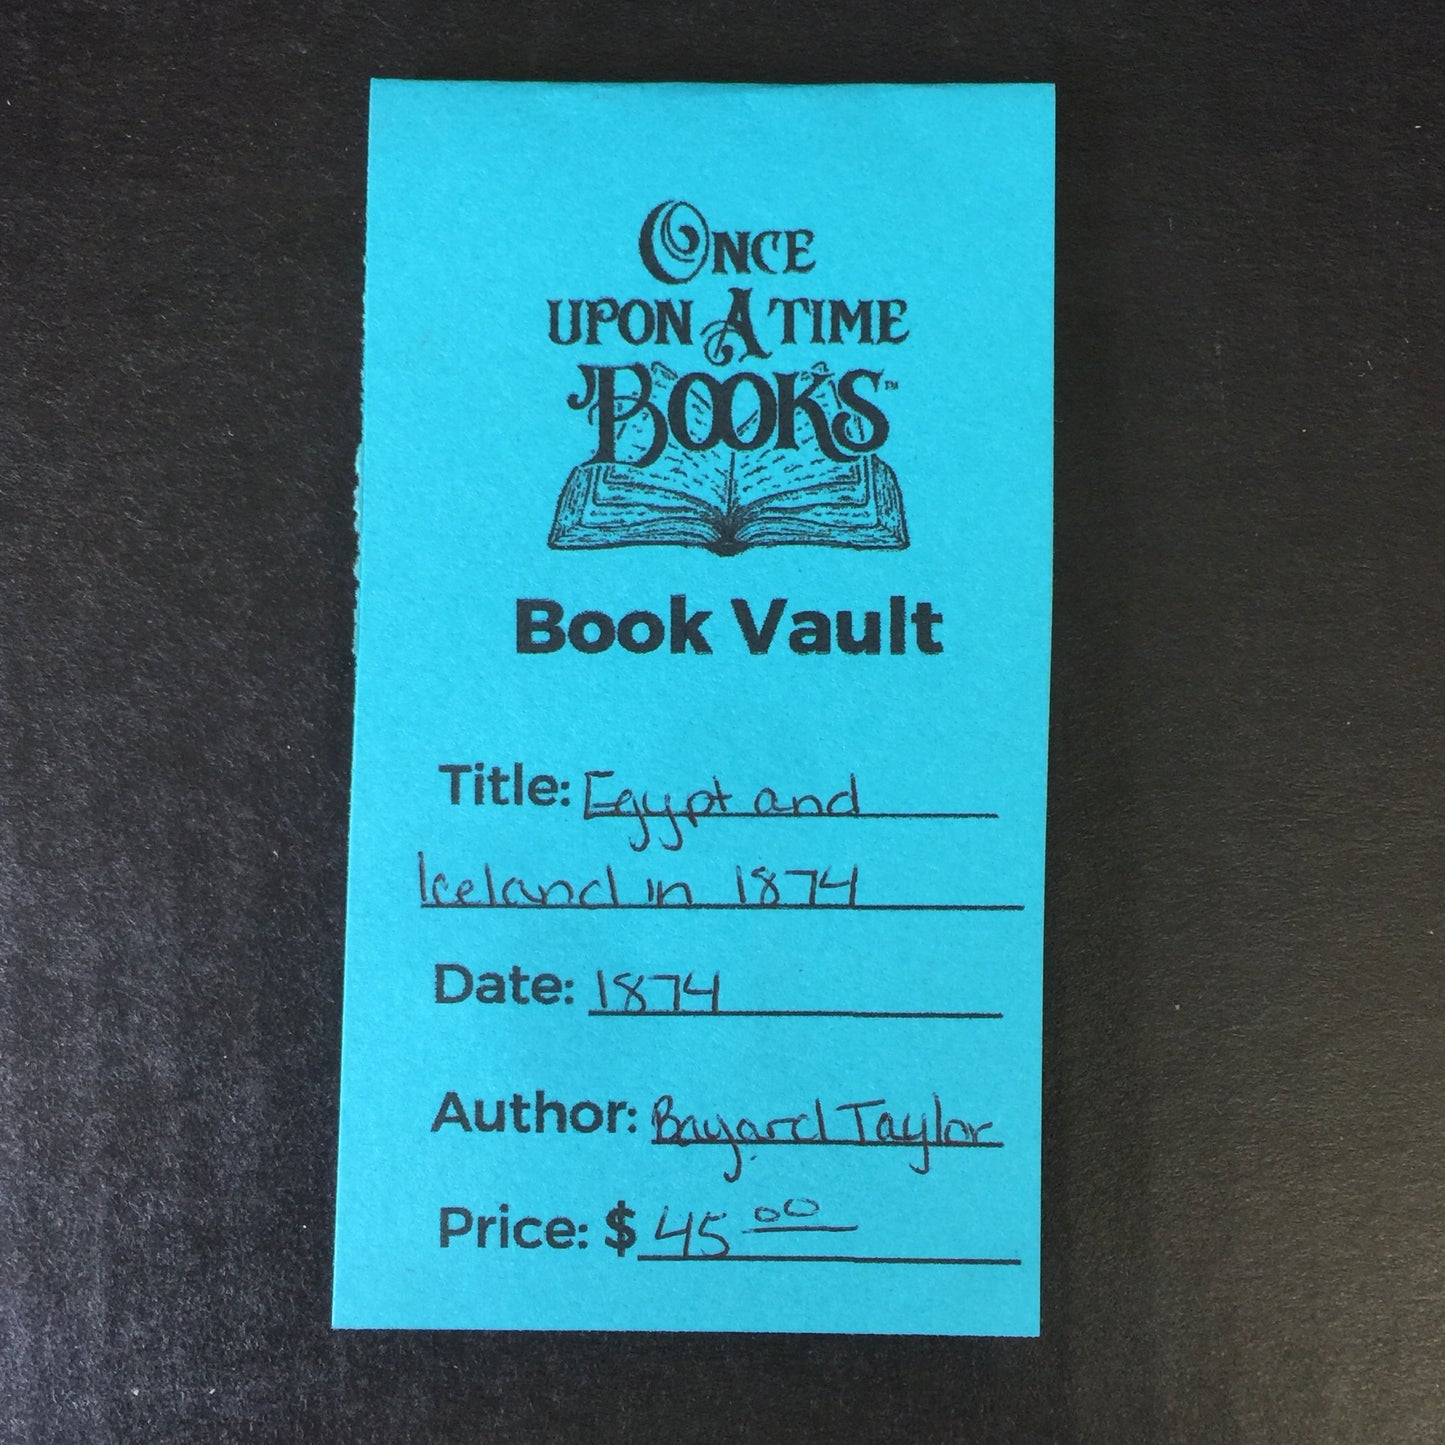 ONCE
UPON A TIME
BOOKS™
Book Vault
Title: Egypt and
Iceland in 1874
Date: 1874
Author: Bayard Taylor
Price: $ 45 00